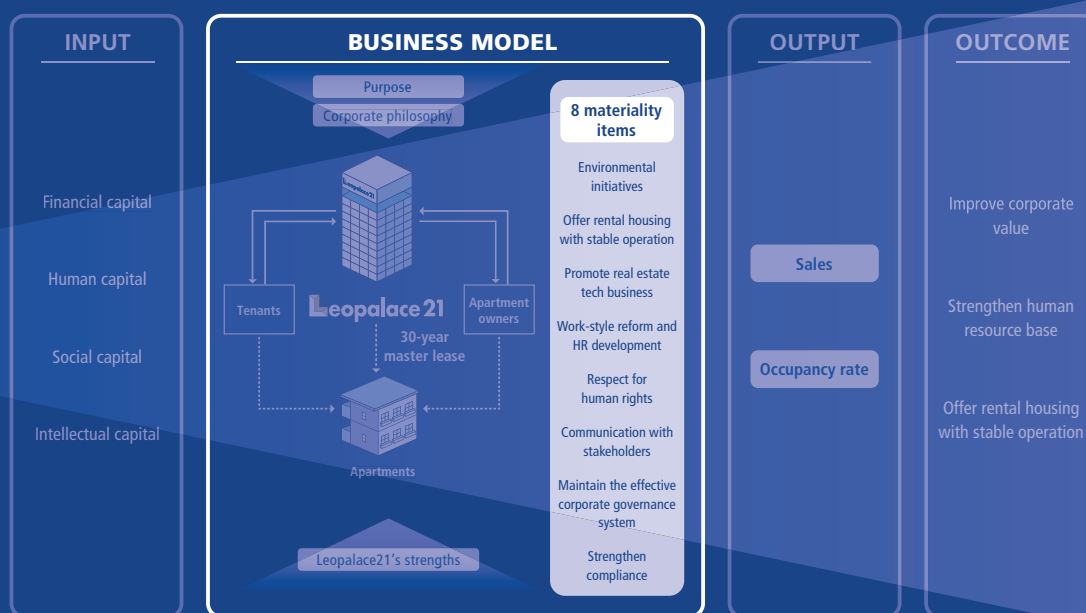 INPUT
Financial capital
Human capital
Social capital
Intellectual capital
BUSINESS MODEL
Purpose
Corporate philosophy
Leopalace21
Tenants
Leopalace21
Apartment
owners
30-year
master lease
Apartments
Leopalace21's strengths
8 materiality
items
Environmental
initiatives
Offer rental housing
with stable operation
Promote real estate
tech business
Work-style reform and
HR development
Respect for
human rights
Communication with
stakeholders
Maintain the effective
corporate governance
system
Strengthen
compliance
OUTPUT
Sales
Occupancy rate
OUTCOME
Improve corporate
value
Strengthen human
resource base
Offer rental housing
with stable operation